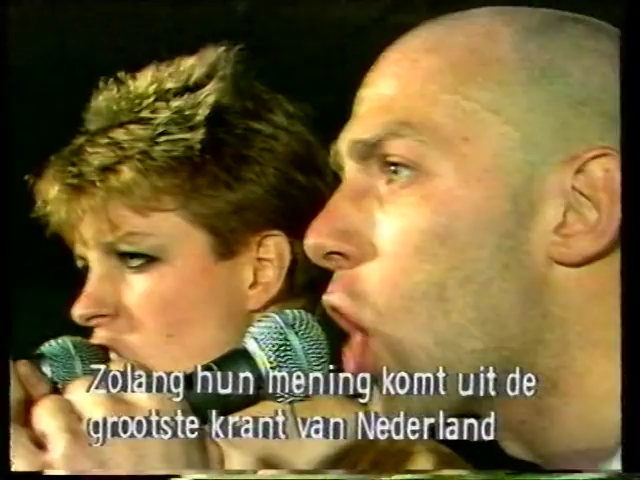 Zolang hun mening komt uit de
grootste krant van Nederland